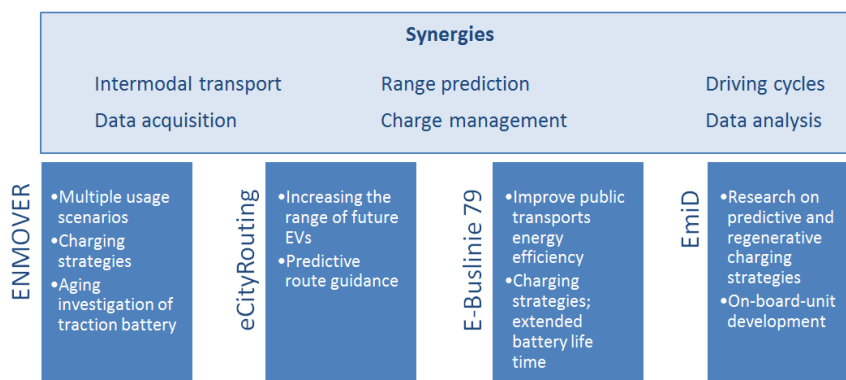 Synergies
Intermodal transport Range prediction Driving cycles
Data acquisition Charge management Data analysis
ENMOVER
•Multiple usage
scenarios
•Charging
strategies
•Aging
investigation of
traction battery
eCityRouting
•Increasing the
range of future
EVs
•Predictive
route guidance
E-Buslinie 79
•Improve public
transports
energy
efficiency
•Charging
strategies;
extended
battery life
time
EmiD
•Research on
predictive and
regenerative
charging
strategies
•On-board-unit
development